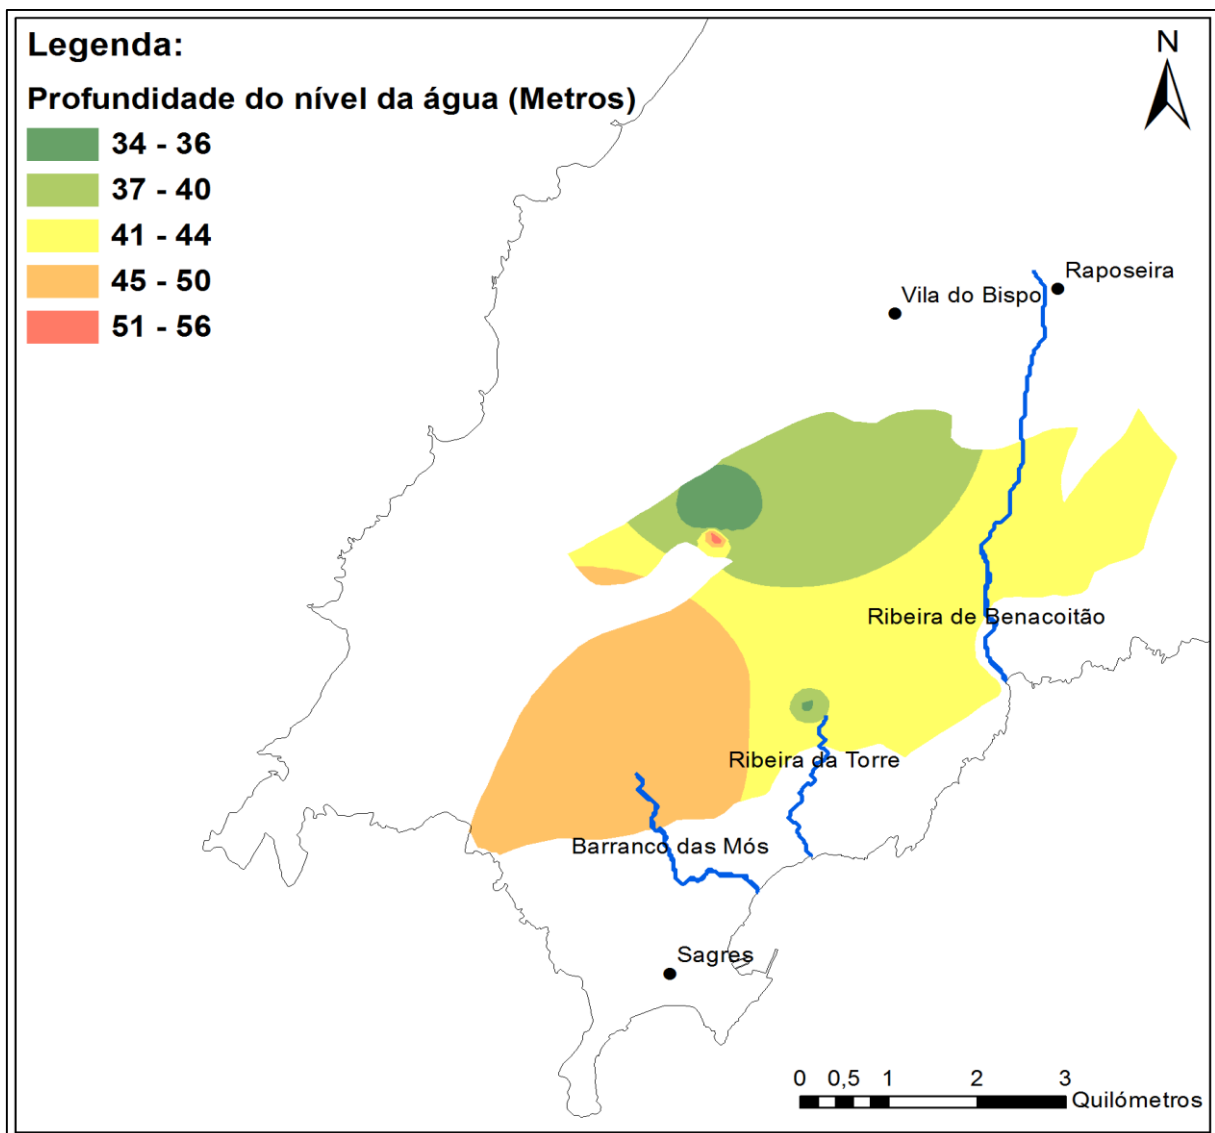 Legenda:
Profundidade do nível da água (Metros)
34 - 36
37 - 40
41 - 44
45 - 50
51 - 56
N
Raposeira
Vila do Bispo
Ribeira de Benacoitão
Ribeira da Torre
Barranco das Mós
Sagres
0 0,5 1 2 3
Quilómetros